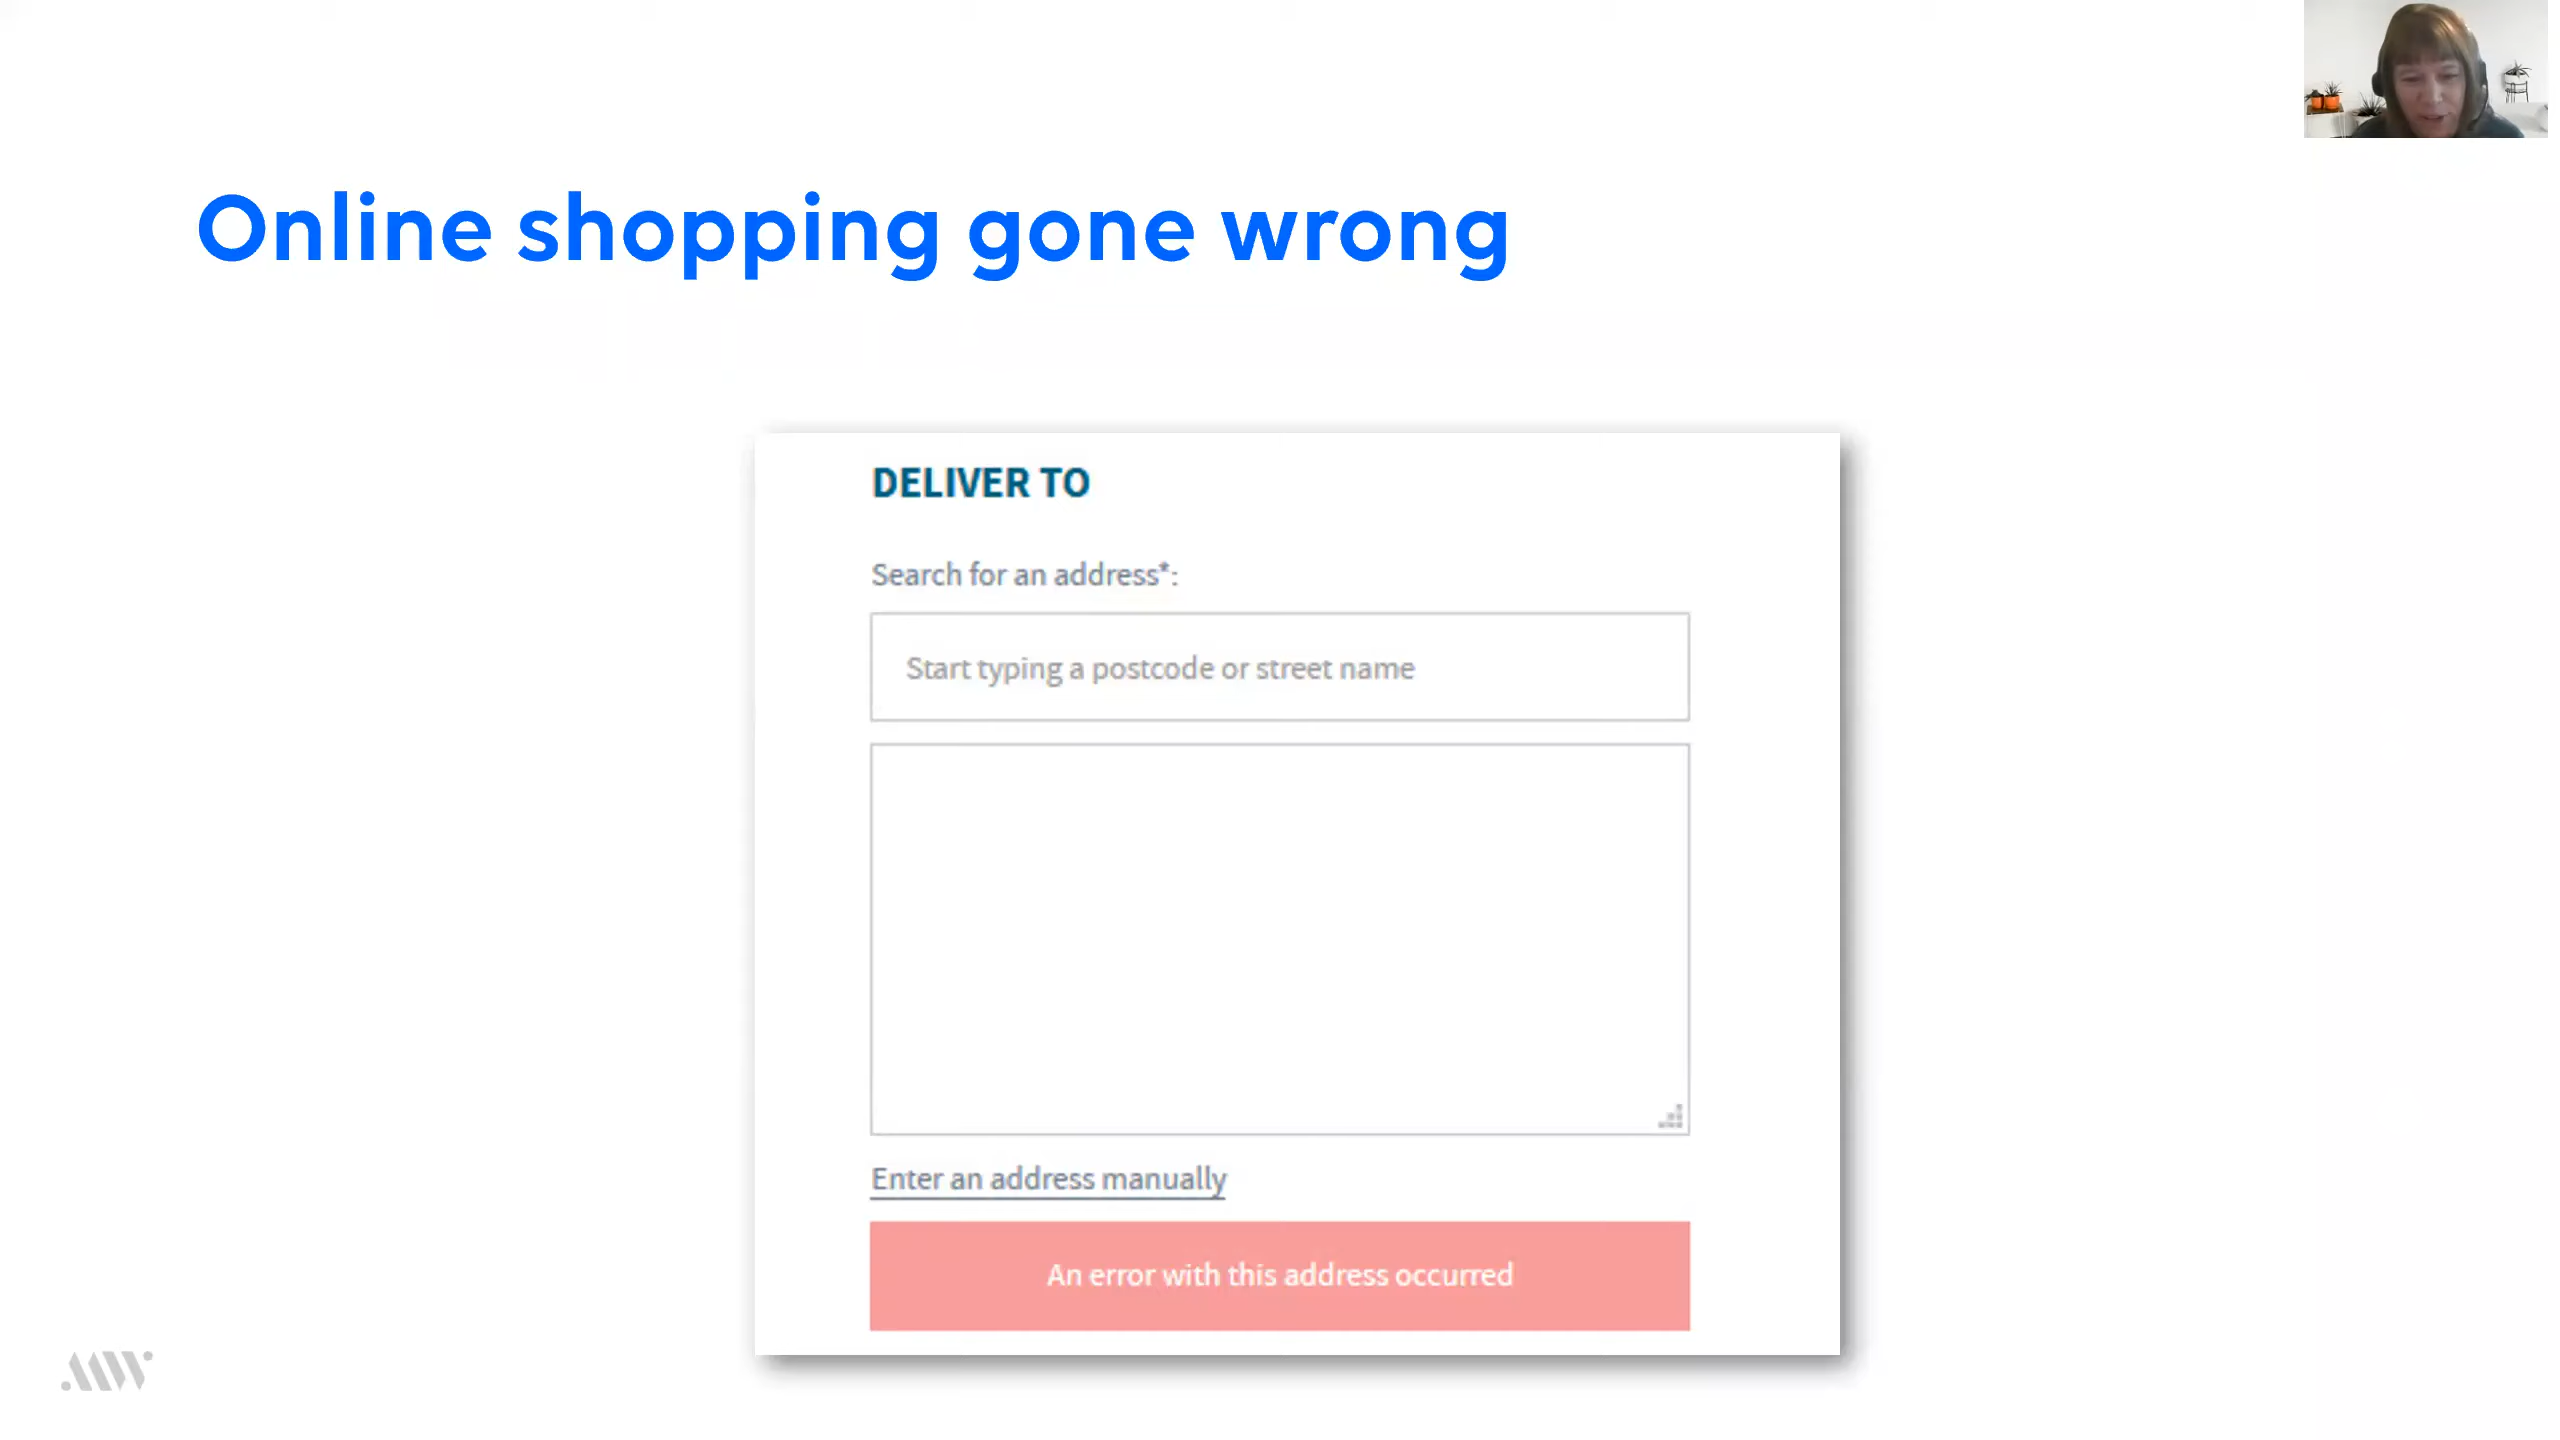 Online shopping gone wrong
DELIVER TO
Search for an address*:
Start typing a postcode or street name
Enter an address manually
An error with this address occurred